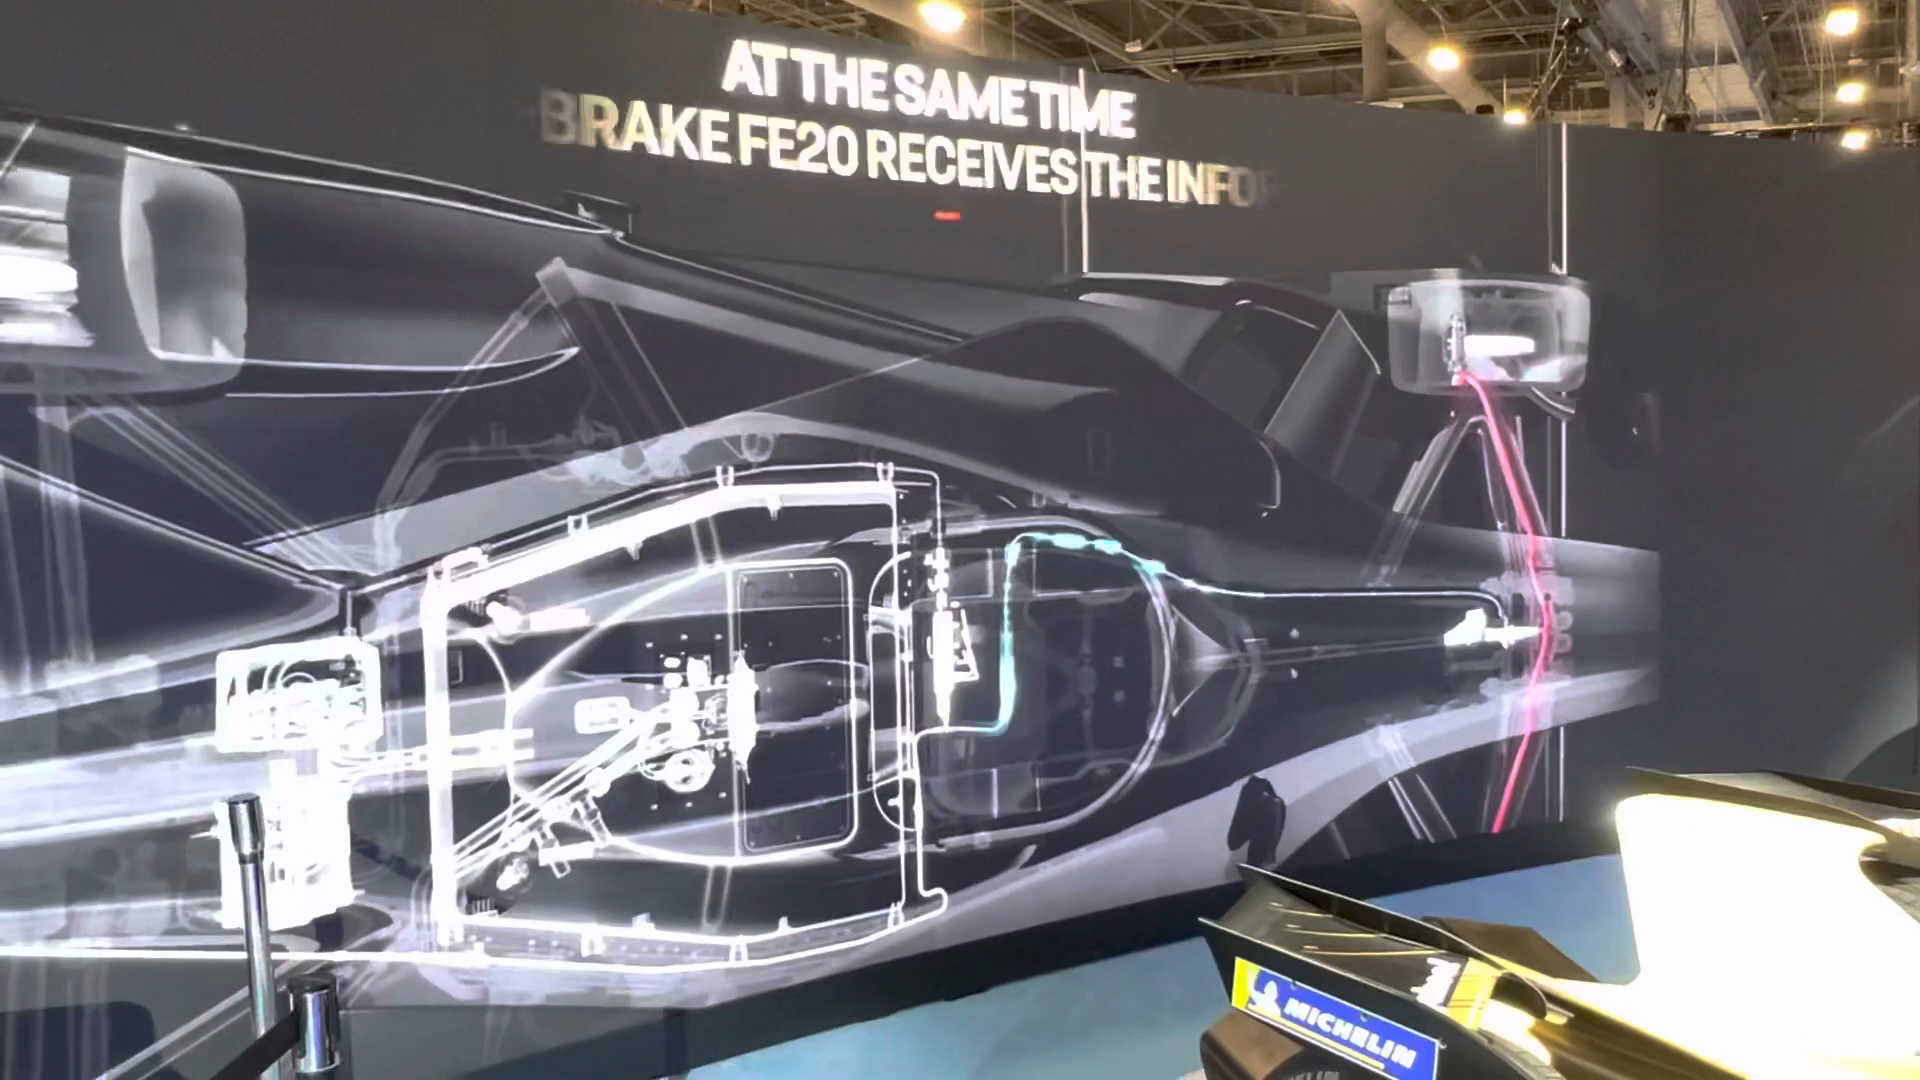 AT THE SAME TIME
BRAKE FE20 RECEIVES THE INFO
MICHELIN